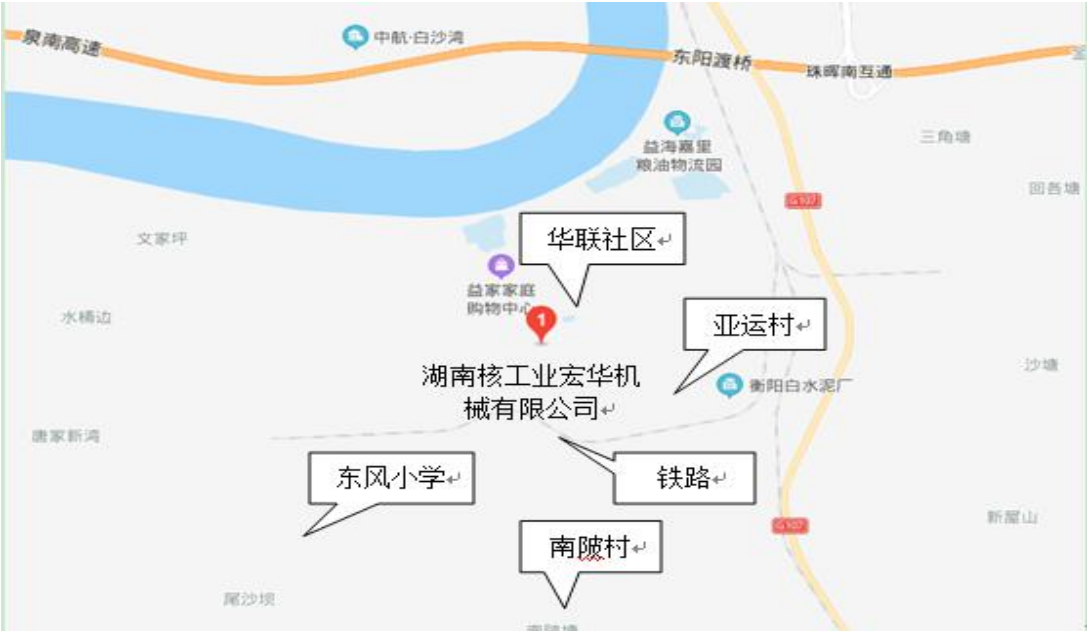 泉南高速
中航·白沙湾
东阳渡桥
珠晖南互通
三角塘
益海嘉里
粮油物流园
回各塘
G107
文家坪
华联社区
益家家庭
购物中心
水桶边
1
亚运村
湖南核工业宏华机
械有限公司
沙塘
衡阳白水泥厂
唐家新湾
东风小学
铁路
新屋山
G107
南陂村
尾沙坝
南陂塘